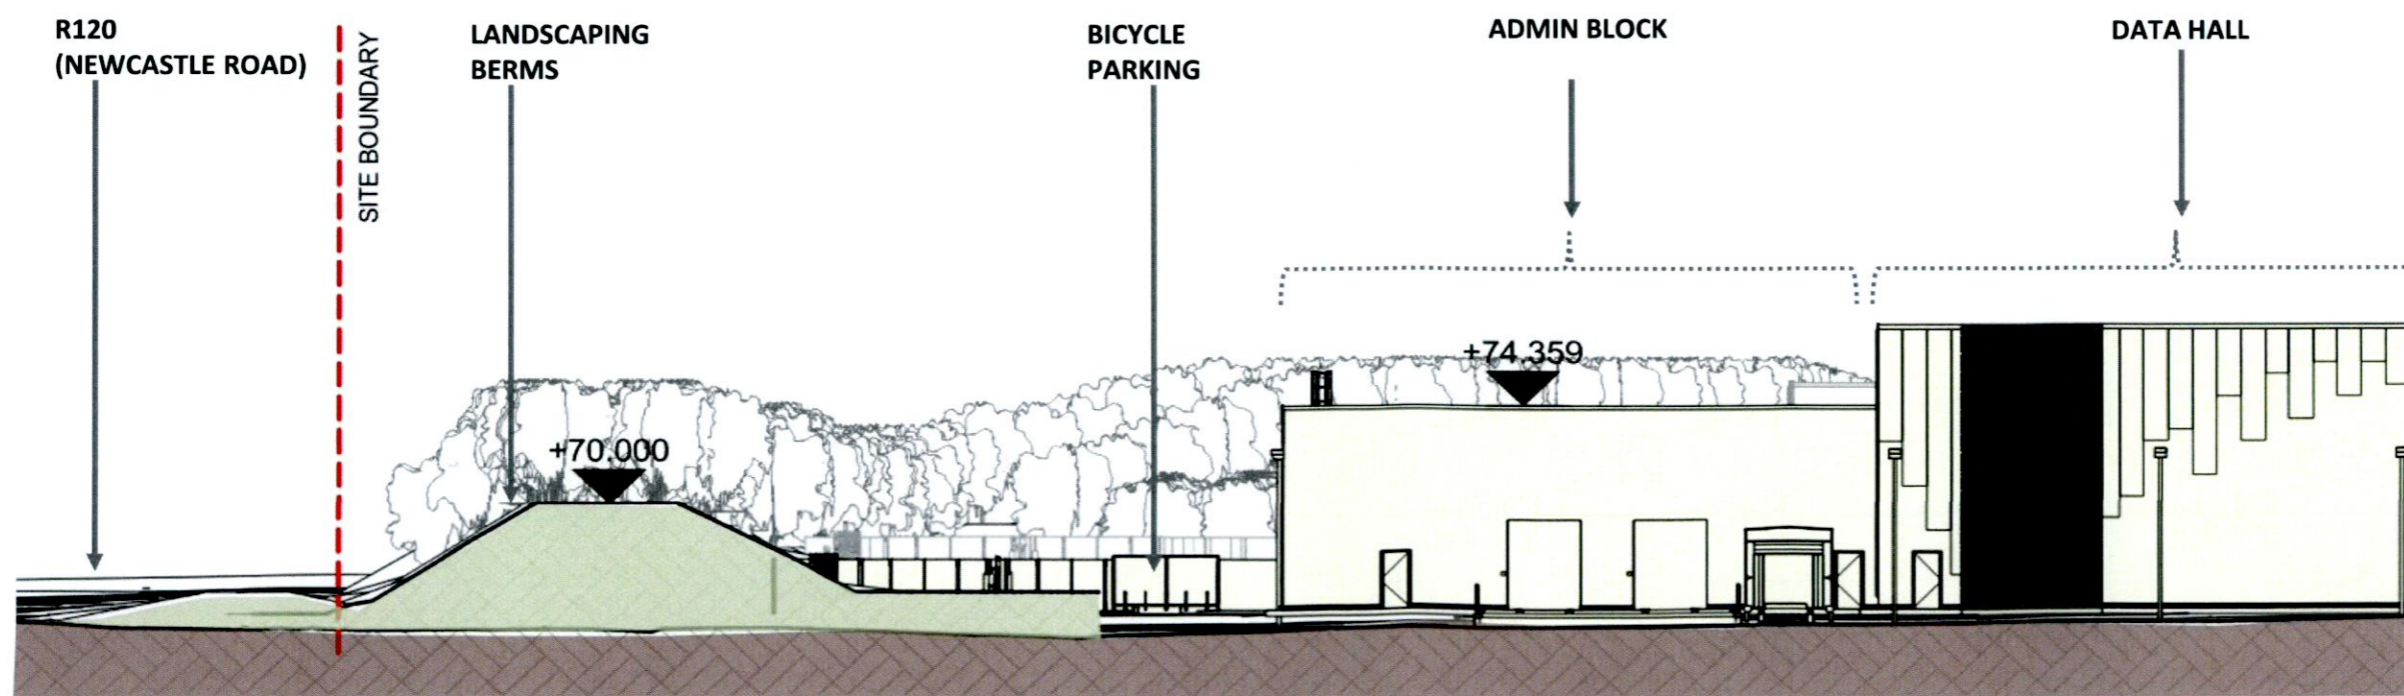 R120
(NEWCASTLE ROAD)
SITE BOUNDARY
LANDSCAPING
BERMS
BICYCLE
PARKING
ADMIN BLOCK
DATA HALL
+70.000
+74.359